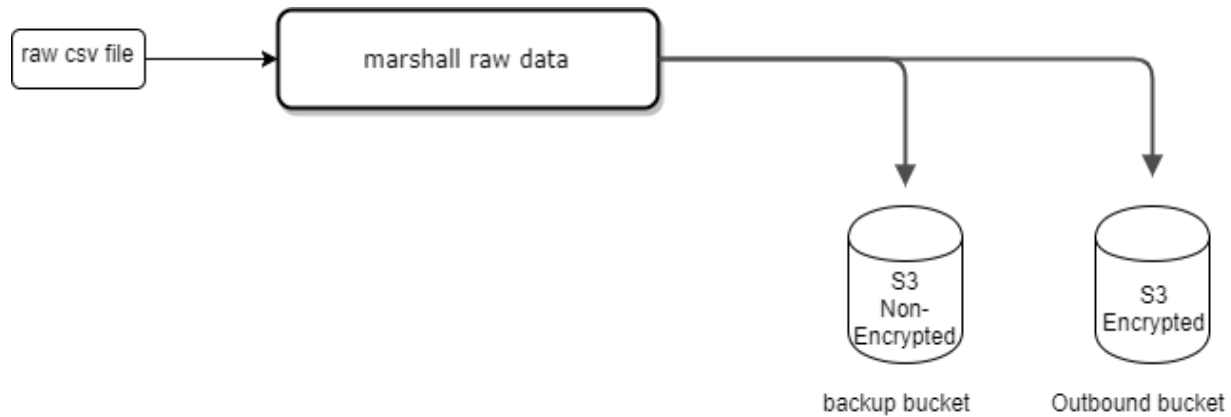 raw csv file
marshall raw data
S3
Non-
Encrypted
S3
Encrypted
backup bucket
Outbound bucket